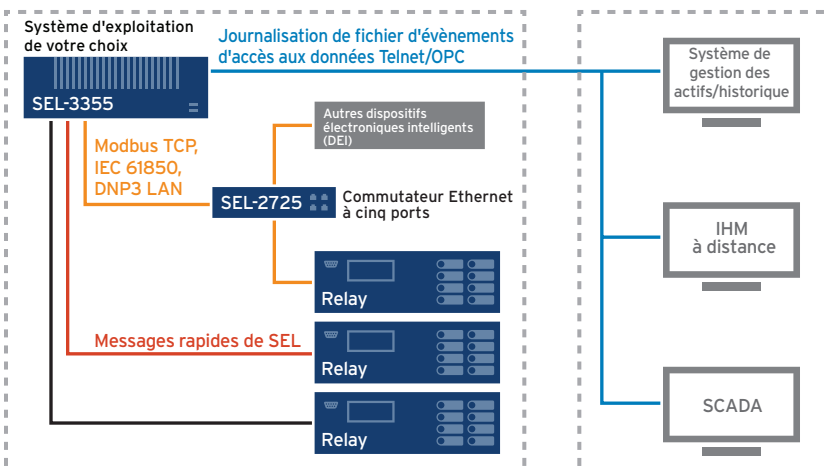 Système d'exploitation
de votre choix
SEL-3355
Journalisation de fichier d'évènements
d'accès aux données Telnet/OPC
Modbus TCP,
IEC 61850,
DNP3 LAN
Autres dispositifs
électroniques intelligents
(DEI)
SEL-2725
Commutateur Ethernet
à cinq ports
Relay
Messages rapides de SEL
Relay
Relay
Système de
gestion des
actifs/historique
IHM
à distance
SCADA